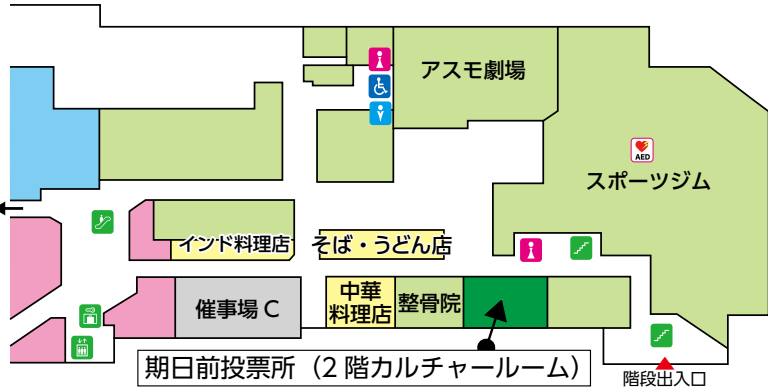 アスモ劇場
AED
スポーツジム
インド料理店
そば・うどん店
催事場 C
中華
料理店
整骨院
期日前投票所（2 階カルチャールーム）
階段出入口